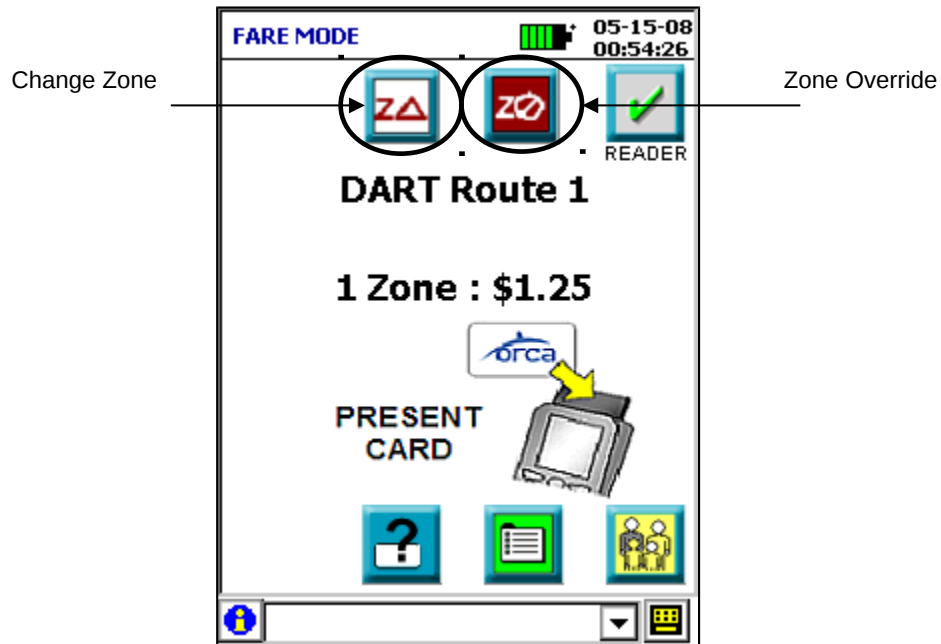 FARE MODE
05-15-08
00:54:26
Change Zone
Zone Override
Z△
ZØ
READER
DART Route 1
1 Zone : $1.25
orca
PRESENT
CARD
?
i